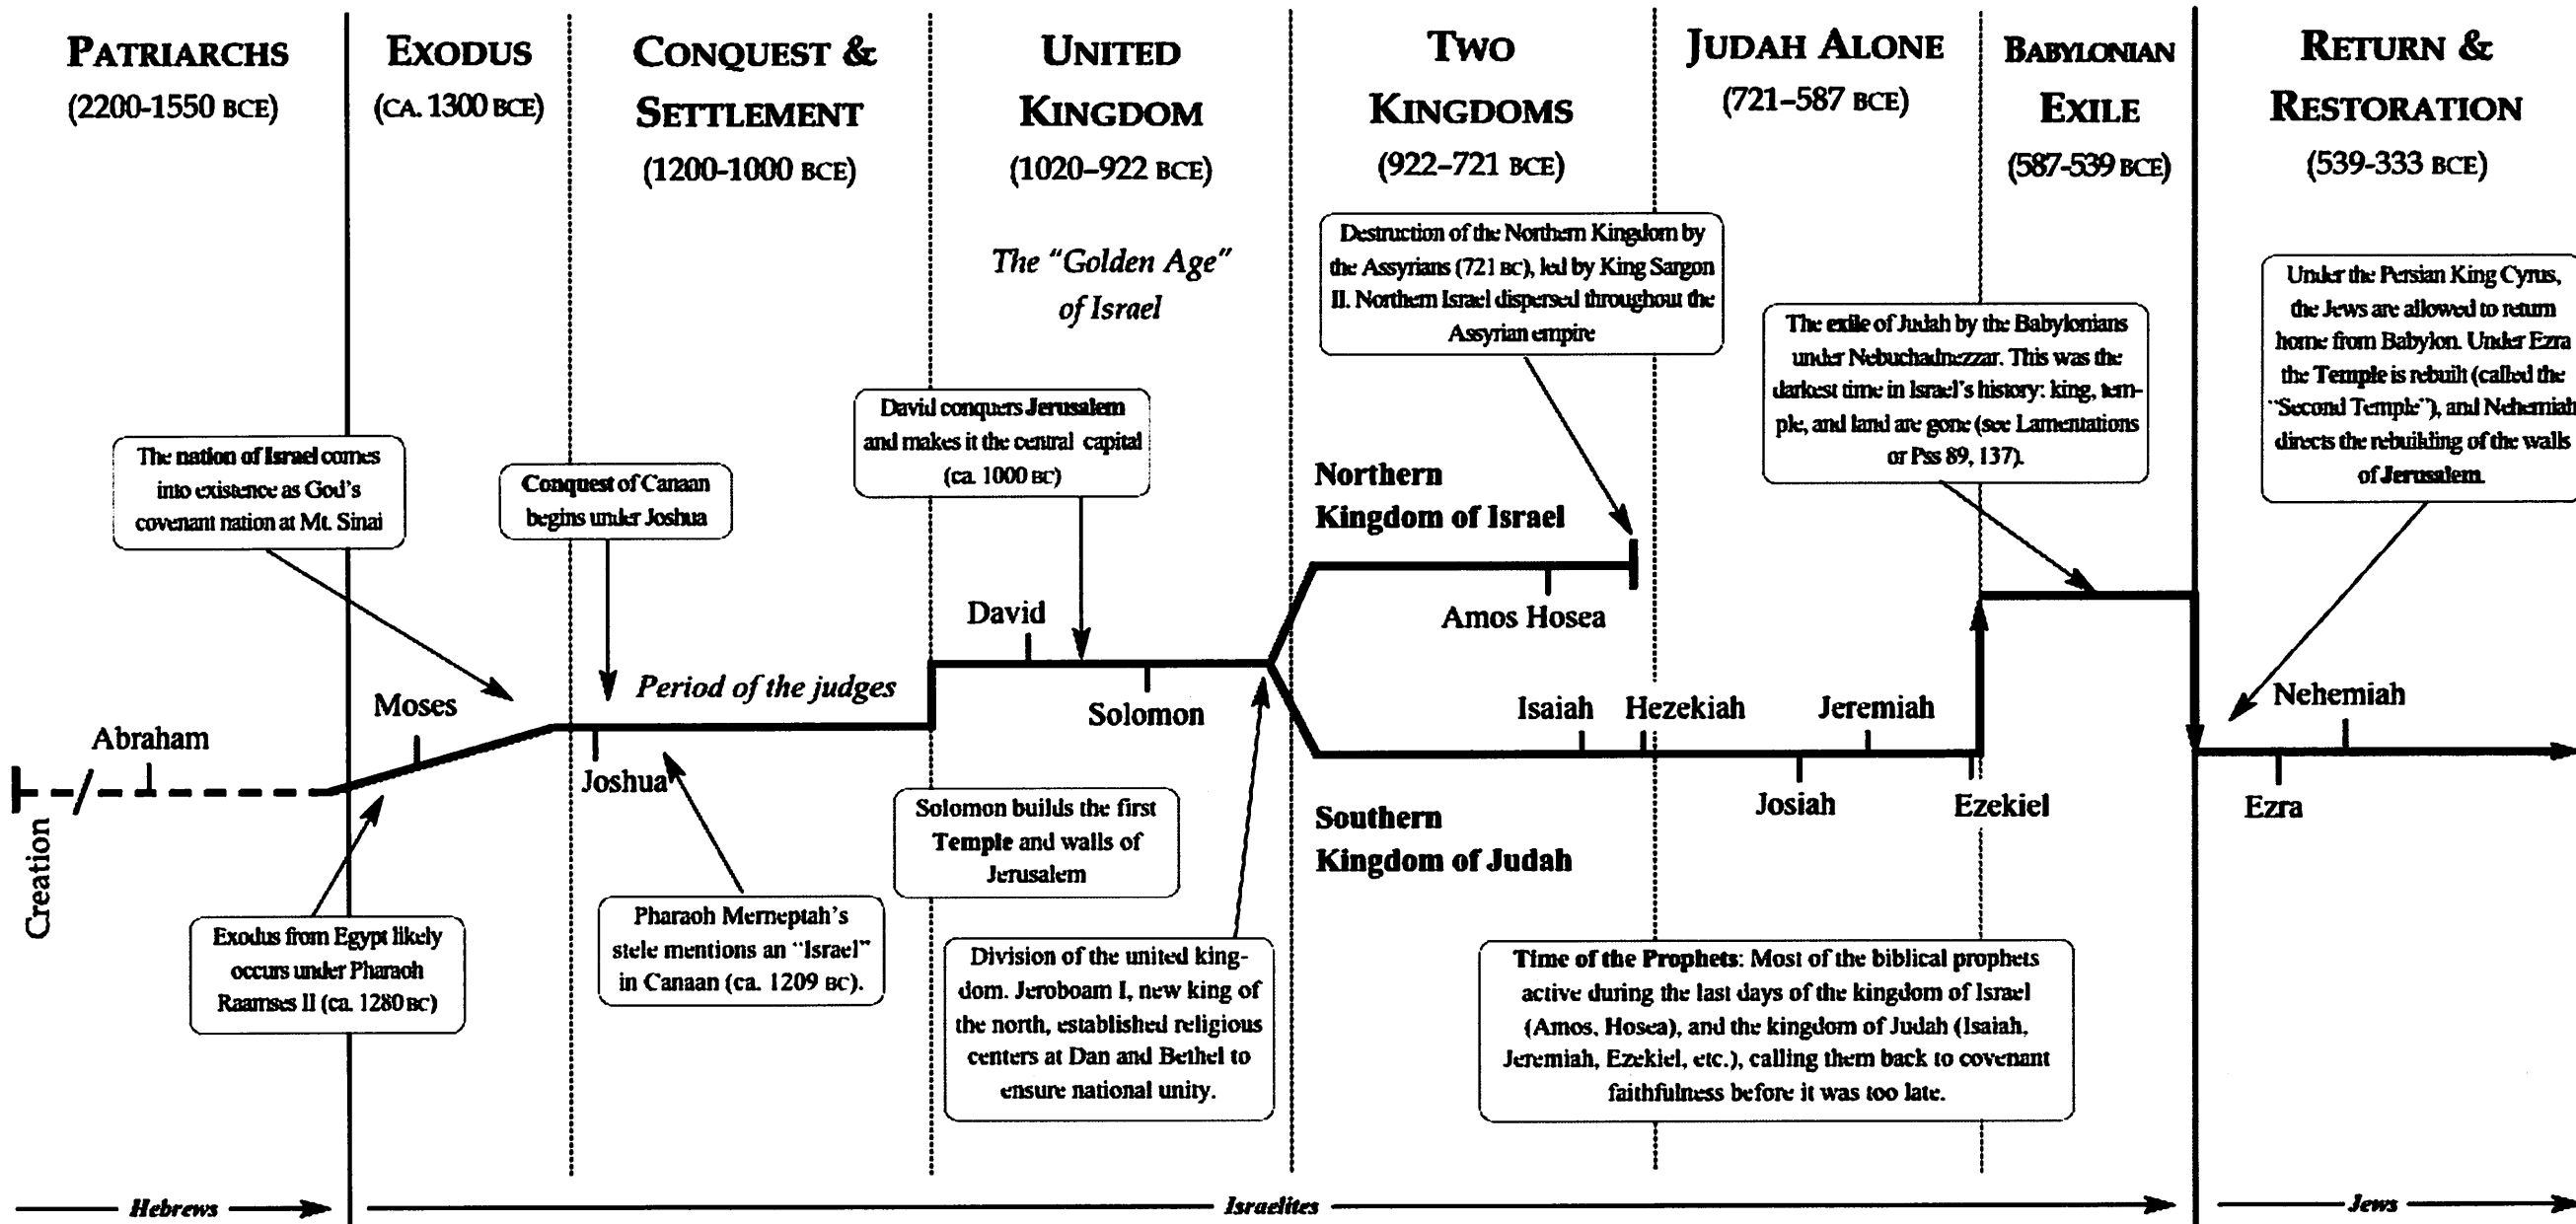 PATRIARCHS
(2200-1550 BCE)
EXODUS
(CA. 1300 BCE)
CONQUEST &
SETTLEMENT
(1200-1000 BCE)
UNITED
KINGDOM
(1020–922 BCE)
TWO
KINGDOMS
(922–721 BCE)
JUDAH ALONE
(721–587 BCE)
BABYLONIAN
EXILE
(587-539 BCE)
RETURN &
RESTORATION
(539-333 BCE)
The "Golden Age"
of Israel
Destruction of the Northern Kingdom by
the Assyrians (721 BC), led by King Sargon
II. Northern Israel dispersed throughout the
Assyrian empire
The exile of Judah by the Babylonians
under Nebuchadnezzar. This was the
darkest time in Israel's history: king, tem-
ple, and land are gone (see Lamentations
or Pss 89, 137).
Under the Persian King Cyrus,
the Jews are allowed to return
home from Babylon. Under Ezra
the Temple is rebuilt (called the
"Second Temple"), and Nehemiah
directs the rebuilding of the walls
of Jerusalem.
The nation of Israel comes
into existence as God's
covenant nation at Mt. Sinai
Conquest of Canaan
begins under Joshua
David conquers Jerusalem
and makes it the central capital
(ca. 1000 BC)
Northern
Kingdom of Israel
Amos Hosea
David
Solomon
Period of the judges
Moses
Abraham
Joshua
Isaiah
Hezekiah
Jeremiah
Nehemiah
Josiah
Ezekiel
Ezra
Creation
Southern
Kingdom of Judah
Solomon builds the first
Temple and walls of
Jerusalem
Exodus from Egypt likely
occurs under Pharaoh
Raamses II (ca. 1280 BC)
Pharaoh Merneptah's
stele mentions an "Israel"
in Canaan (ca. 1209 BC).
Division of the united king-
dom. Jeroboam I, new king of
the north, established religious
centers at Dan and Bethel to
ensure national unity.
Time of the Prophets: Most of the biblical prophets
active during the last days of the kingdom of Israel
(Amos, Hosea), and the kingdom of Judah (Isaiah,
Jeremiah, Ezekiel, etc.), calling them back to covenant
faithfulness before it was too late.
Hebrews
Israelites
Jews